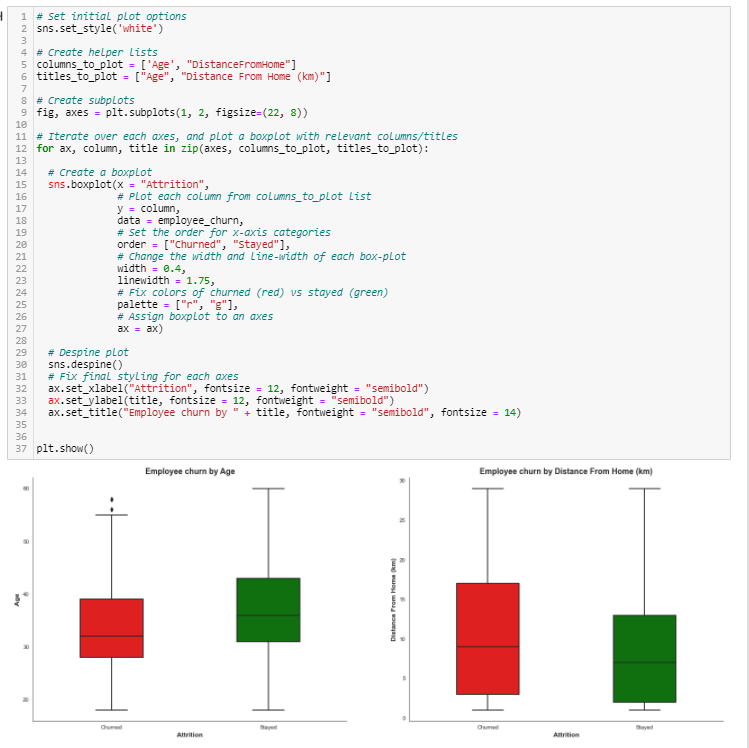 1 # Set initial plot options
2 sns.set_style('white')
3
4 # Create helper lists
5 columns_to_plot = ['Age', "DistanceFromHome"]
6 titles_to_plot = ["Age", "Distance From Home (km)"]
7
8 # Create subplots
9 fig, axes = plt.subplots(1, 2, figsize=(22, 8))
10
11 # Iterate over each axes, and plot a boxplot with relevant columns/titles
12 for ax, column, title in zip(axes, columns_to_plot, titles_to_plot):
13
14 # Create a boxplot
15 sns.boxplot(x = "Attrition",
16 # Plot each column from columns_to_plot list
17 y = column,
18 data = employee_churn,
19 # Set the order for x-axis categories
20 order = ["Churned", "Stayed"],
21 # Change the width and line-width of each box-plot
22 width = 0.4,
23 linewidth = 1.75,
24 # Fix colors of churned (red) vs stayed (green)
25 palette = ["r", "g"],
26 # Assign boxplot to an axes
27 ax = ax)
28
29 # Despine plot
30 sns.despine()
31 # Fix final styling for each axes
32 ax.set_xlabel("Attrition", fontsize = 12, fontweight = "semibold")
33 ax.set_ylabel(title, fontsize = 12, fontweight = "semibold")
34 ax.set_title("Employee churn by " + title, fontweight = "semibold", fontsize = 14)
35
36
37 plt.show()
Employee churn by Age
60
50
40
30
20
Age
Churned
Stayed
Attrition
Employee churn by Distance From Home (km)
30
25
20
15
10
5
0
Distance From Home (km)
Churned
Stayed
Attrition